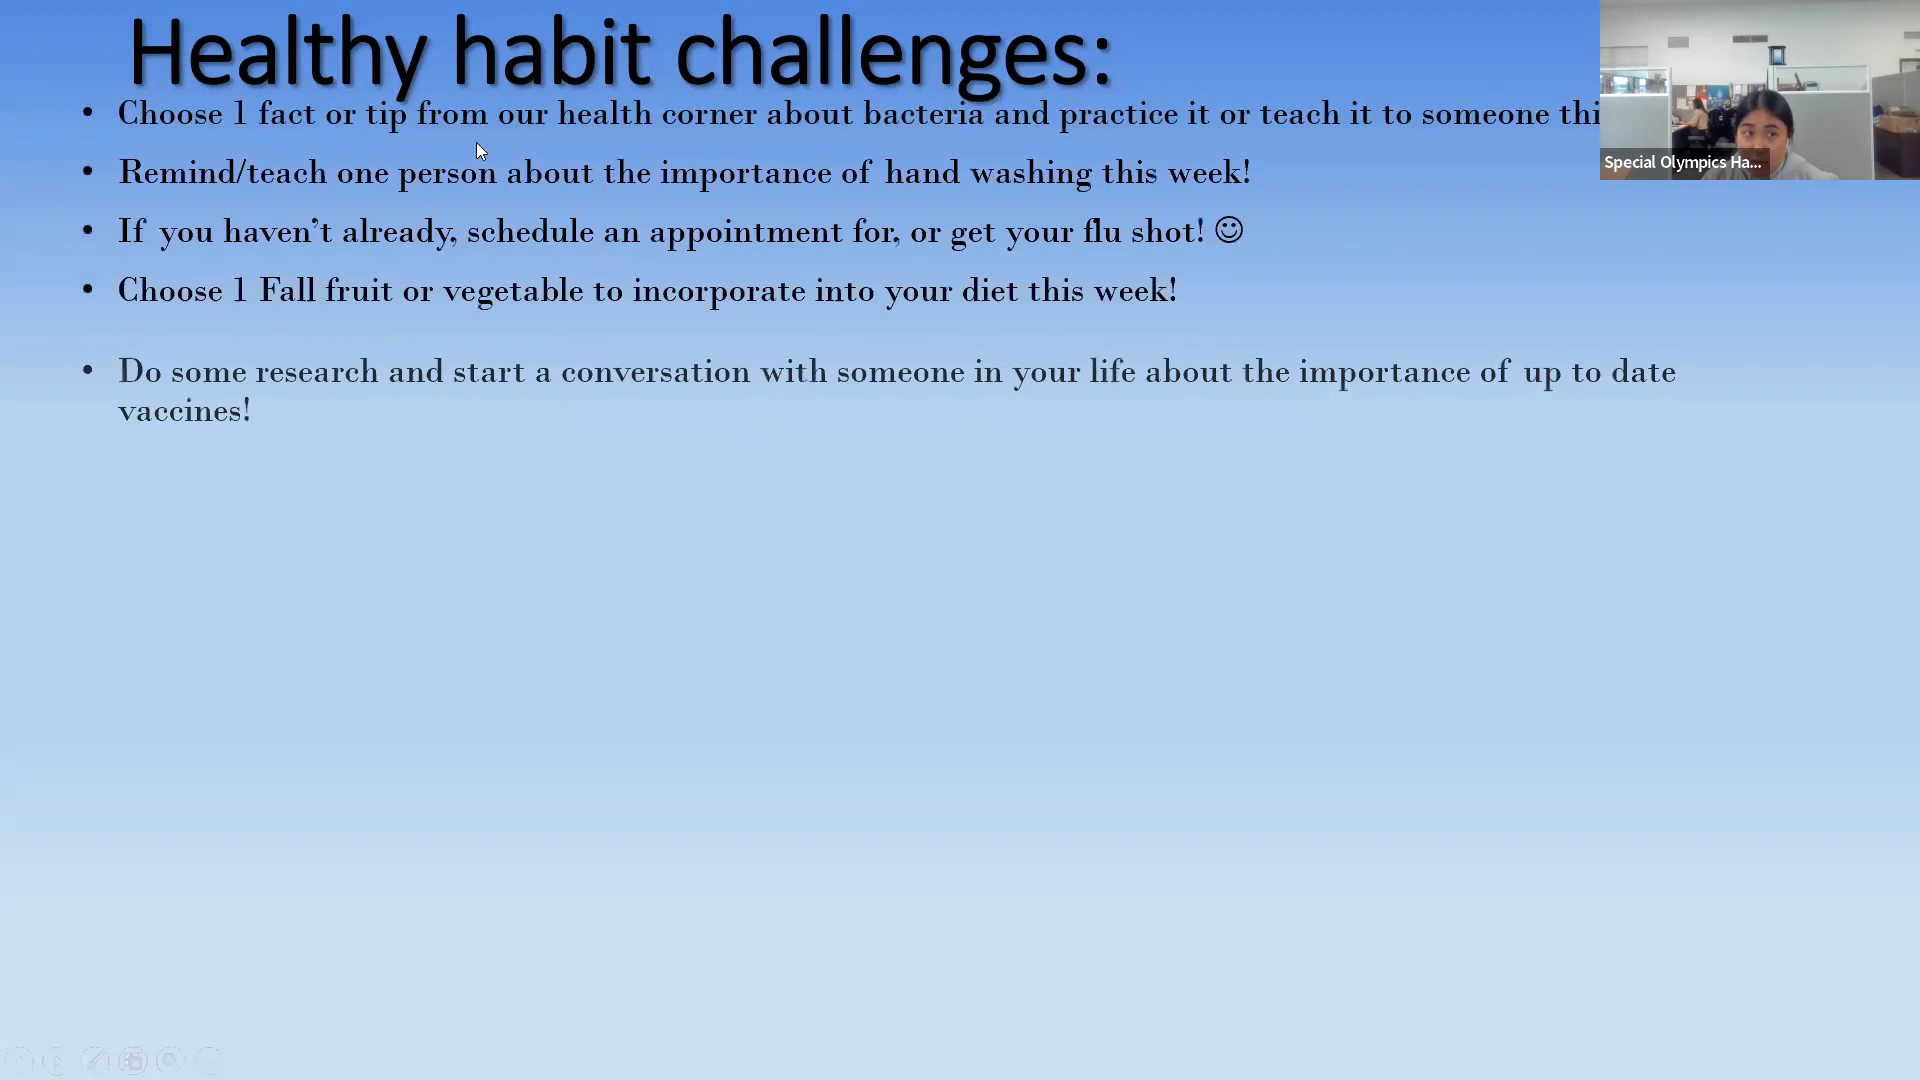 Healthy habit challenges:
• Choose 1 fact or tip from our health corner about bacteria and practice it or teach it to someone thi
• Remind/teach one person about the importance of hand washing this week!
• If you haven’t already, schedule an appointment for, or get your flu shot! ☺
• Choose 1 Fall fruit or vegetable to incorporate into your diet this week!
• Do some research and start a conversation with someone in your life about the importance of up to date
vaccines!
Special Olympics Ha...